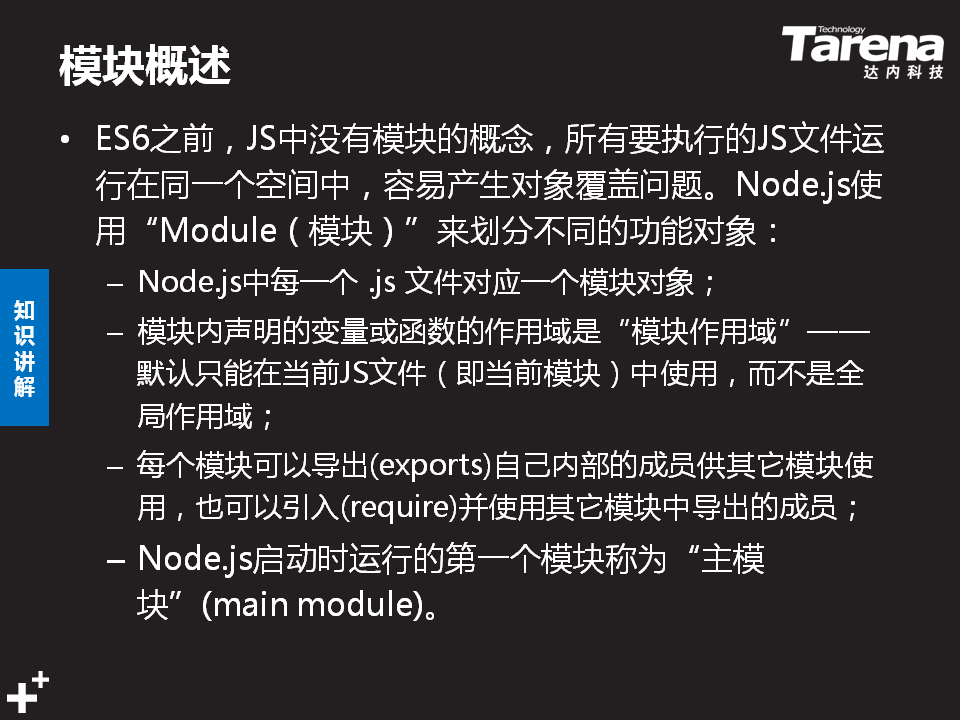 模块概述
Technology
Tarena
达内科技
• ES6之前，JS中没有模块的概念，所有要执行的JS文件运
行在同一个空间中，容易产生对象覆盖问题。Node.js使
用“Module（模块）”来划分不同的功能对象：
– Node.js中每一个 .js 文件对应一个模块对象；
– 模块内声明的变量或函数的作用域是“模块作用域”——
默认只能在当前JS文件（即当前模块）中使用，而不是全
局作用域；
– 每个模块可以导出(exports)自己内部的成员供其它模块使
用，也可以引入(require)并使用其它模块中导出的成员；
– Node.js启动时运行的第一个模块称为“主模
块”(main module)。
知识讲解